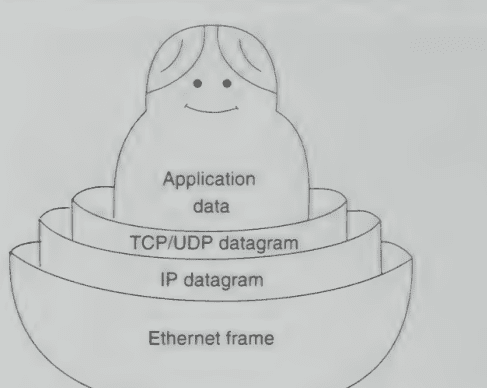 Application
data
TCP/UDP datagram
IP datagram
Ethernet frame